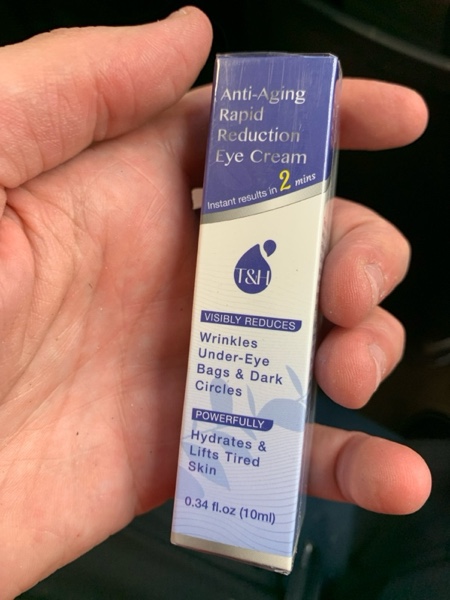 Anti-Aging
Rapid
Reduction
Eye Cream
Instant results in 2 mins
T&H
VISIBLY REDUCES
Wrinkles
Under-Eye
Bags & Dark
Circles
POWERFULLY
Hydrates &
Lifts Tired
Skin
0.34 fl.oz (10ml)